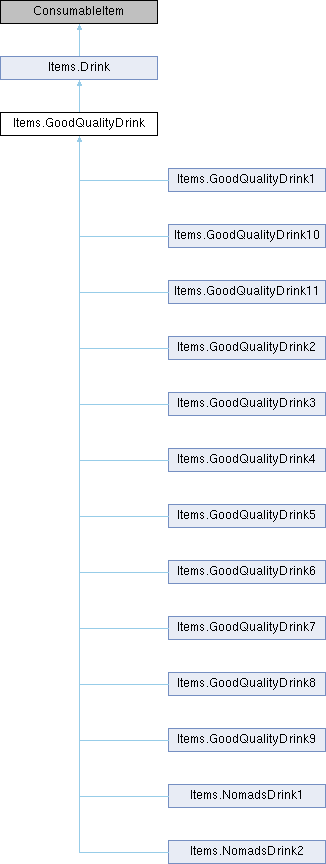 ConsumableItem
Items.Drink
Items.GoodQualityDrink
Items.GoodQualityDrink1
Items.GoodQualityDrink10
Items.GoodQualityDrink11
Items.GoodQualityDrink2
Items.GoodQualityDrink3
Items.GoodQualityDrink4
Items.GoodQualityDrink5
Items.GoodQualityDrink6
Items.GoodQualityDrink7
Items.GoodQualityDrink8
Items.GoodQualityDrink9
Items.NomadsDrink1
Items.NomadsDrink2